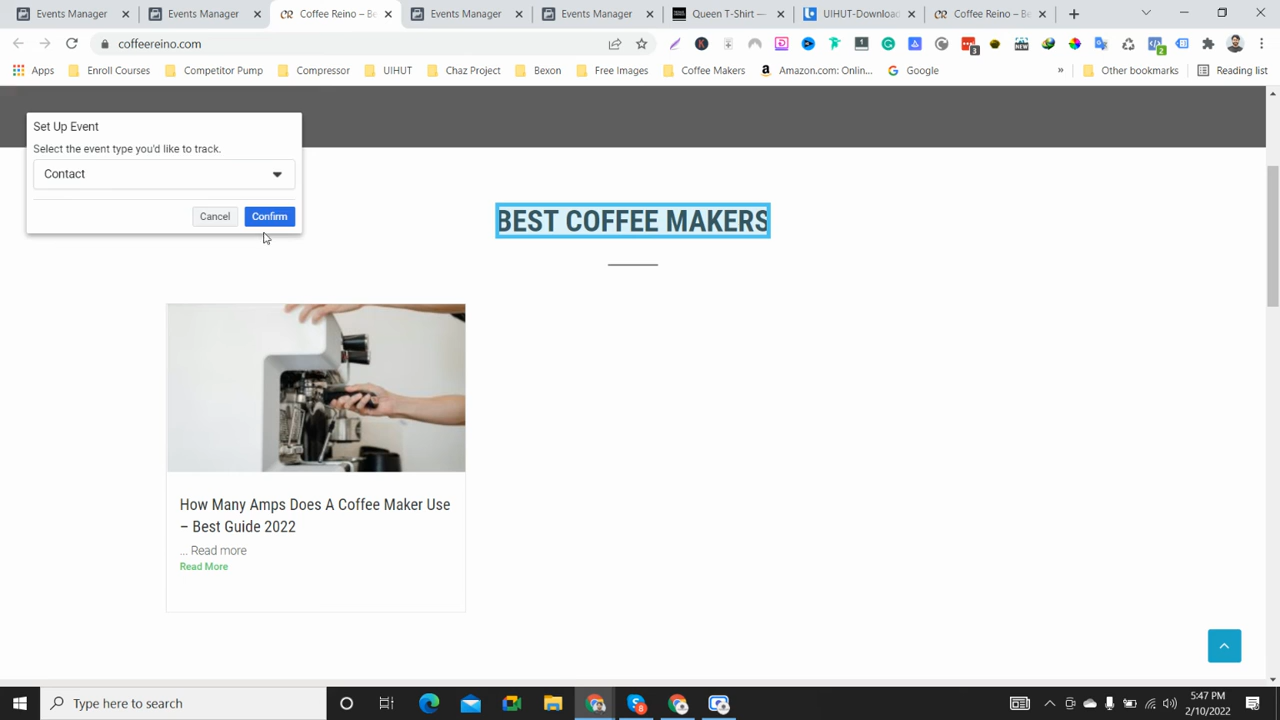 Events Manager
Events Manager
Coffee Reino – Be
Events Manager
Events Manager
Queen T-Shirt —
UIHUT-Download
Coffee Reino – Be
coffeereino.com
Apps
Enroll Courses
Competitor Pump
Compressor
UIHUT
Chaz Project
Bexon
Free Images
Coffee Makers
Amazon.com: Onlin...
Google
»
Other bookmarks
Reading list
Set Up Event
Select the event type you'd like to track.
Contact
Cancel
Confirm
BEST COFFEE MAKERS
How Many Amps Does A Coffee Maker Use
– Best Guide 2022
... Read more
Read More
Type here to search
5:47 PM
2/10/2022